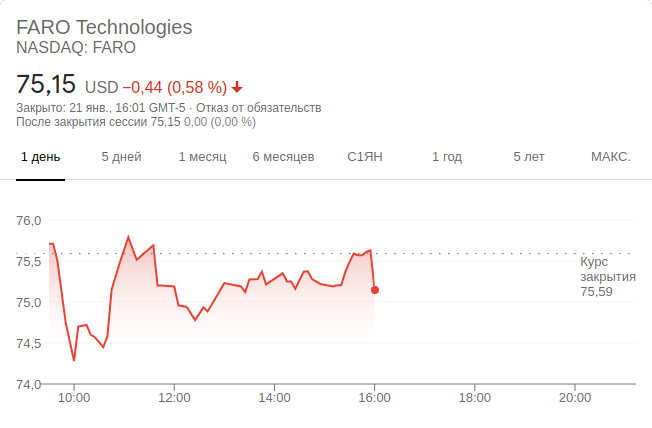 FARO Technologies
NASDAQ: FARO
75,15 USD −0,44 (0,58 %)
Закрыто: 21 янв., 16:01 GMT-5 · Отказ от обязательств
После закрытия сессии 75,15 0,00 (0,00 %)
1 день 5 дней 1 месяц 6 месяцев С1ЯН 1 год 5 лет МАКС.
76,0
75,5
Курс
закрытия
75,59
75,0
74,5
74,0
10:00 12:00 14:00 16:00 18:00 20:00